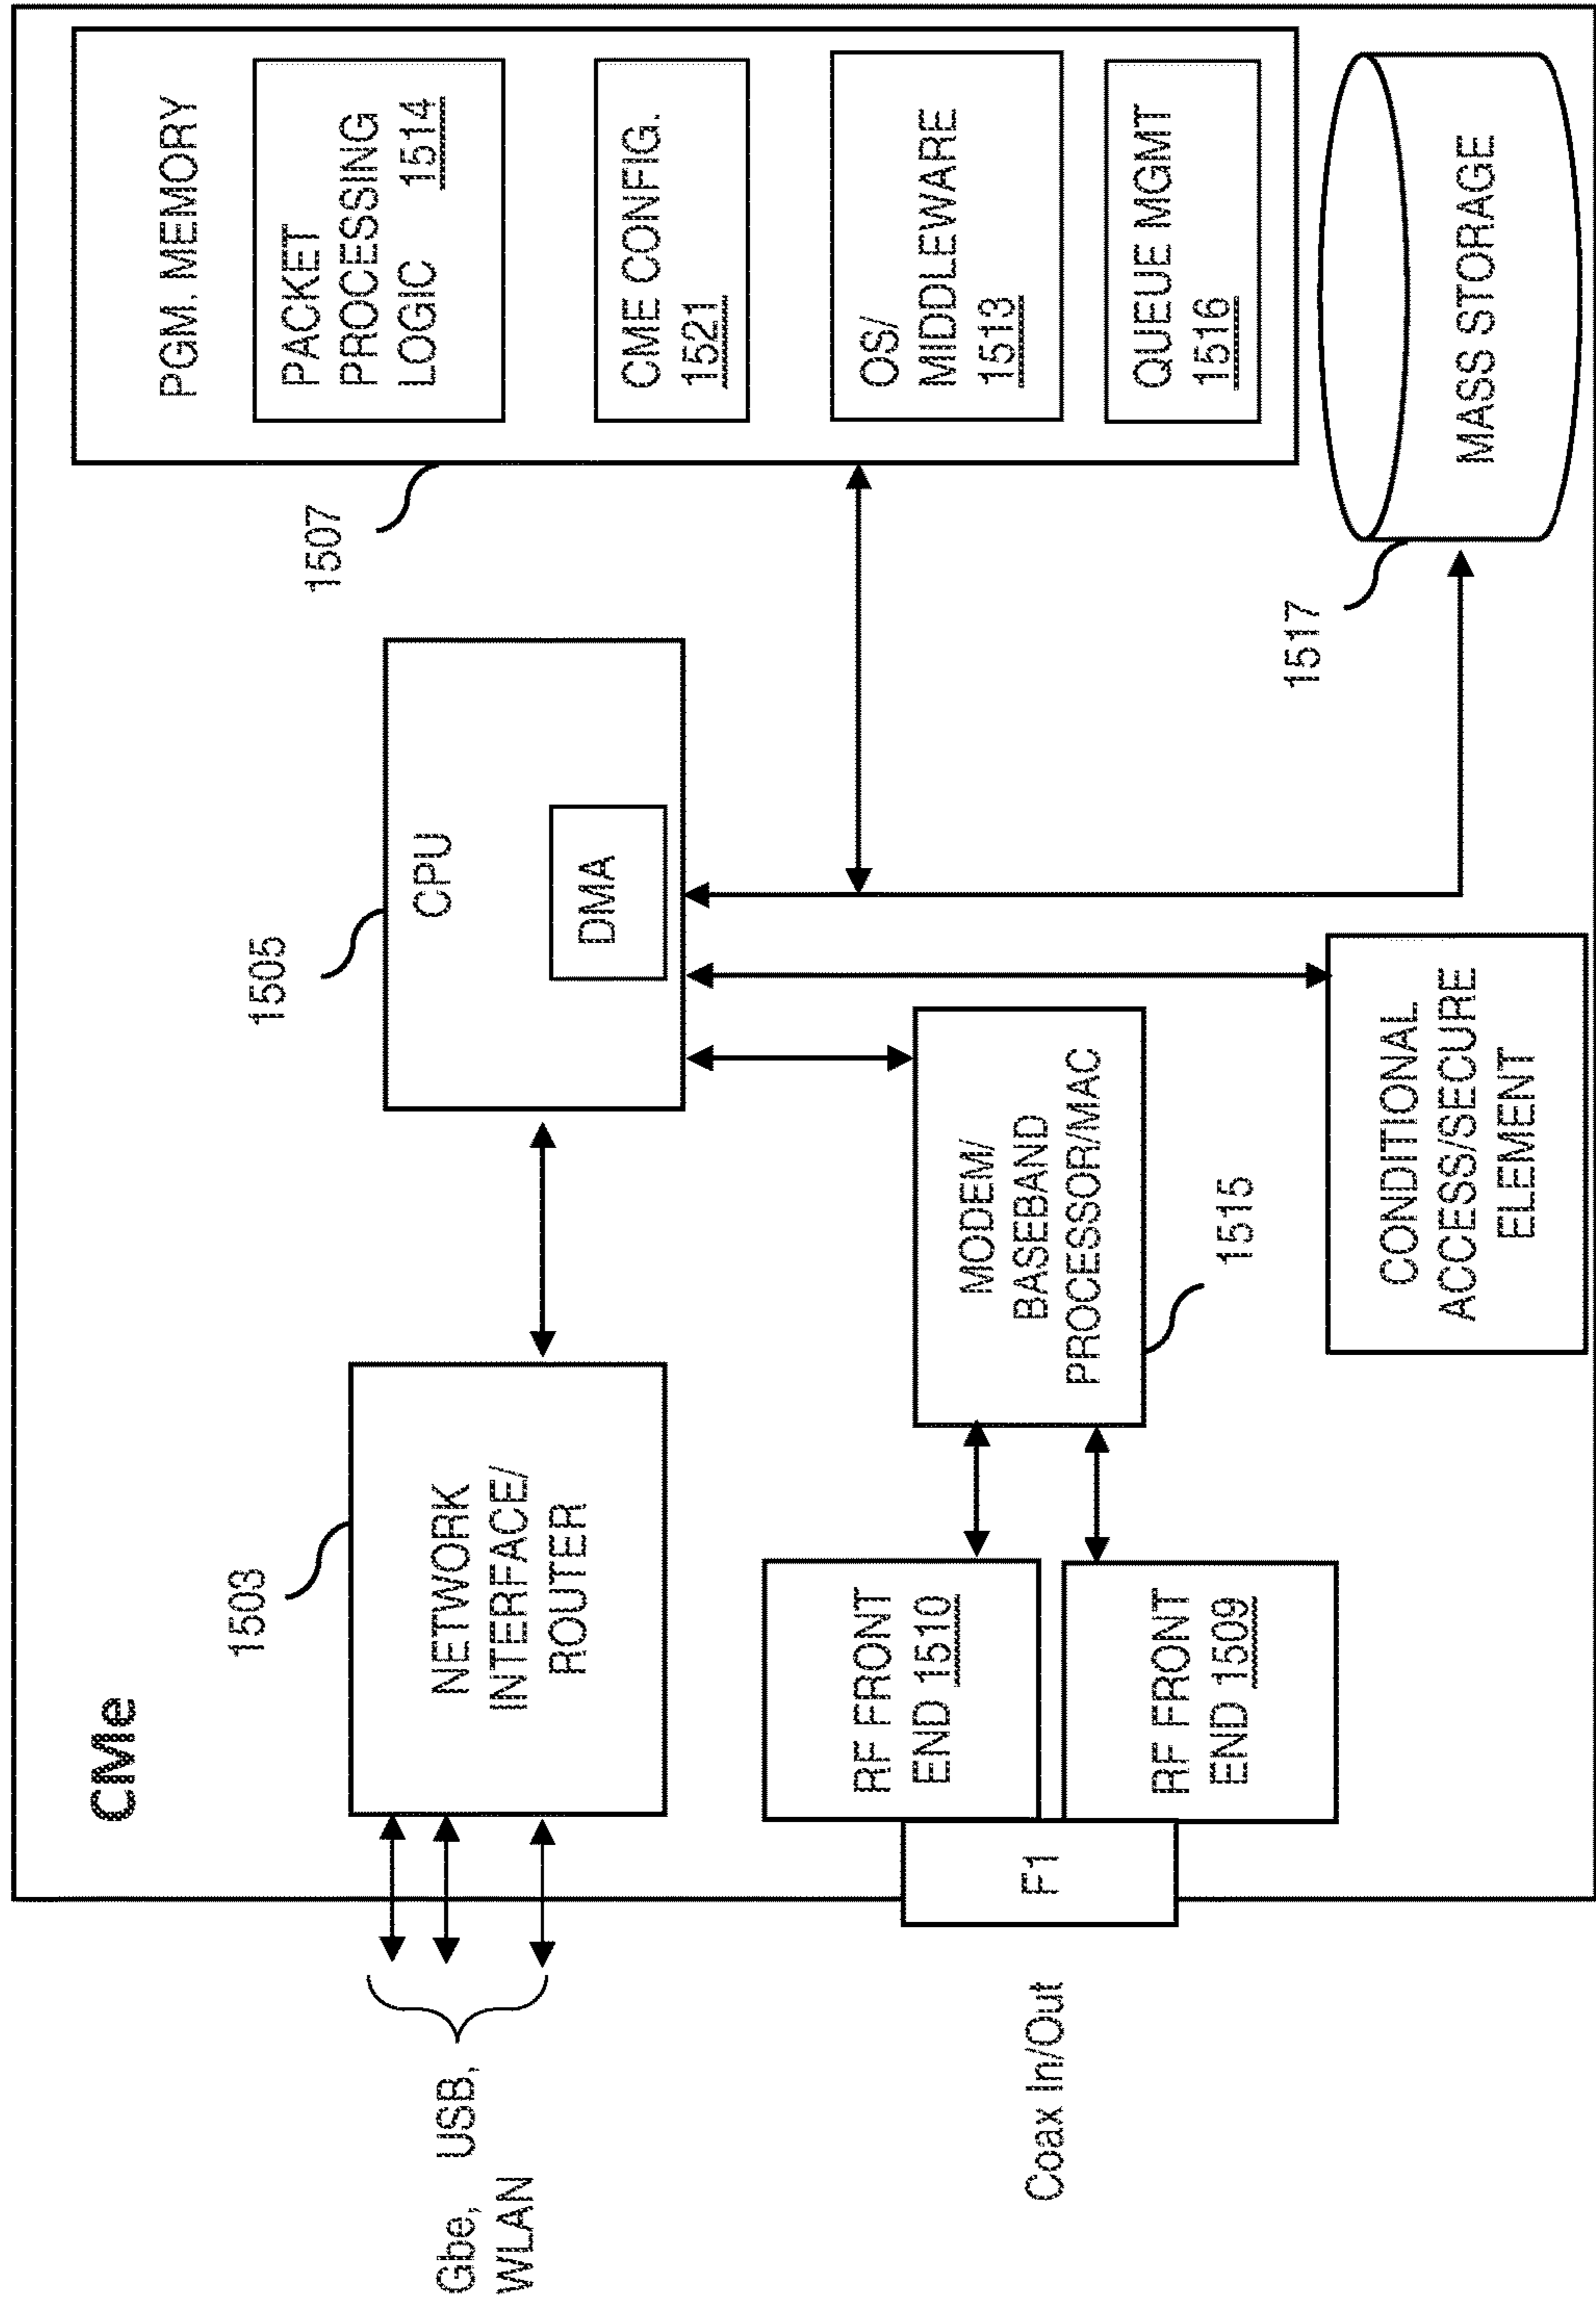 CMe
1503
NETWORK
INTERFACE/
ROUTER
Gbe, USB,
WLAN
1505
CPU
DMA
1507
PGM. MEMORY
PACKET
PROCESSING
LOGIC 1514
CME CONFIG.
1521
OS/
MIDDLEWARE
1513
QUEUE MGMT
1516
RF FRONT
END 1510
RF FRONT
END 1509
F1
Coax In/Out
MODEM/
BASEBAND
PROCESSOR/MAC
1515
CONDITIONAL
ACCESS/SECURE
ELEMENT
1517
MASS STORAGE